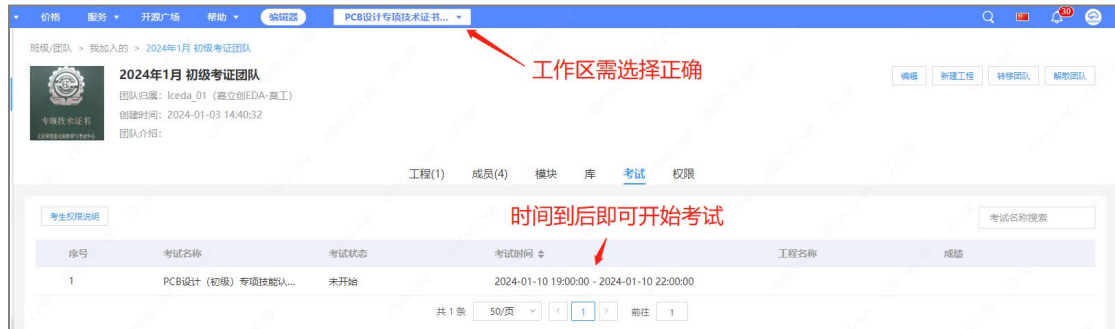 价格 服务 开源广场 帮助 编辑器 PCB设计专项技术证书... 30
班级/团队 > 我加入的 > 2024年1月 初级考证团队
工作区需选择正确
2024年1月 初级考证团队
编辑 新建工程 转移团队 解散团队
团队归属：lceda_01（嘉立创EDA-莫工）
创建时间：2024-01-03 14:40:32
专项技术证书
团队介绍：
工程(1) 成员(4) 模块 库 考试 权限
考生权限说明
时间到后即可开始考试
考试名称搜索
序号 考试名称 考试状态 考试时间 工程名称 成绩
1 PCB设计（初级）专项技能认... 未开始 2024-01-10 19:00:00 - 2024-01-10 22:00:00
共 1 条 50/页 < 1 > 前往 1